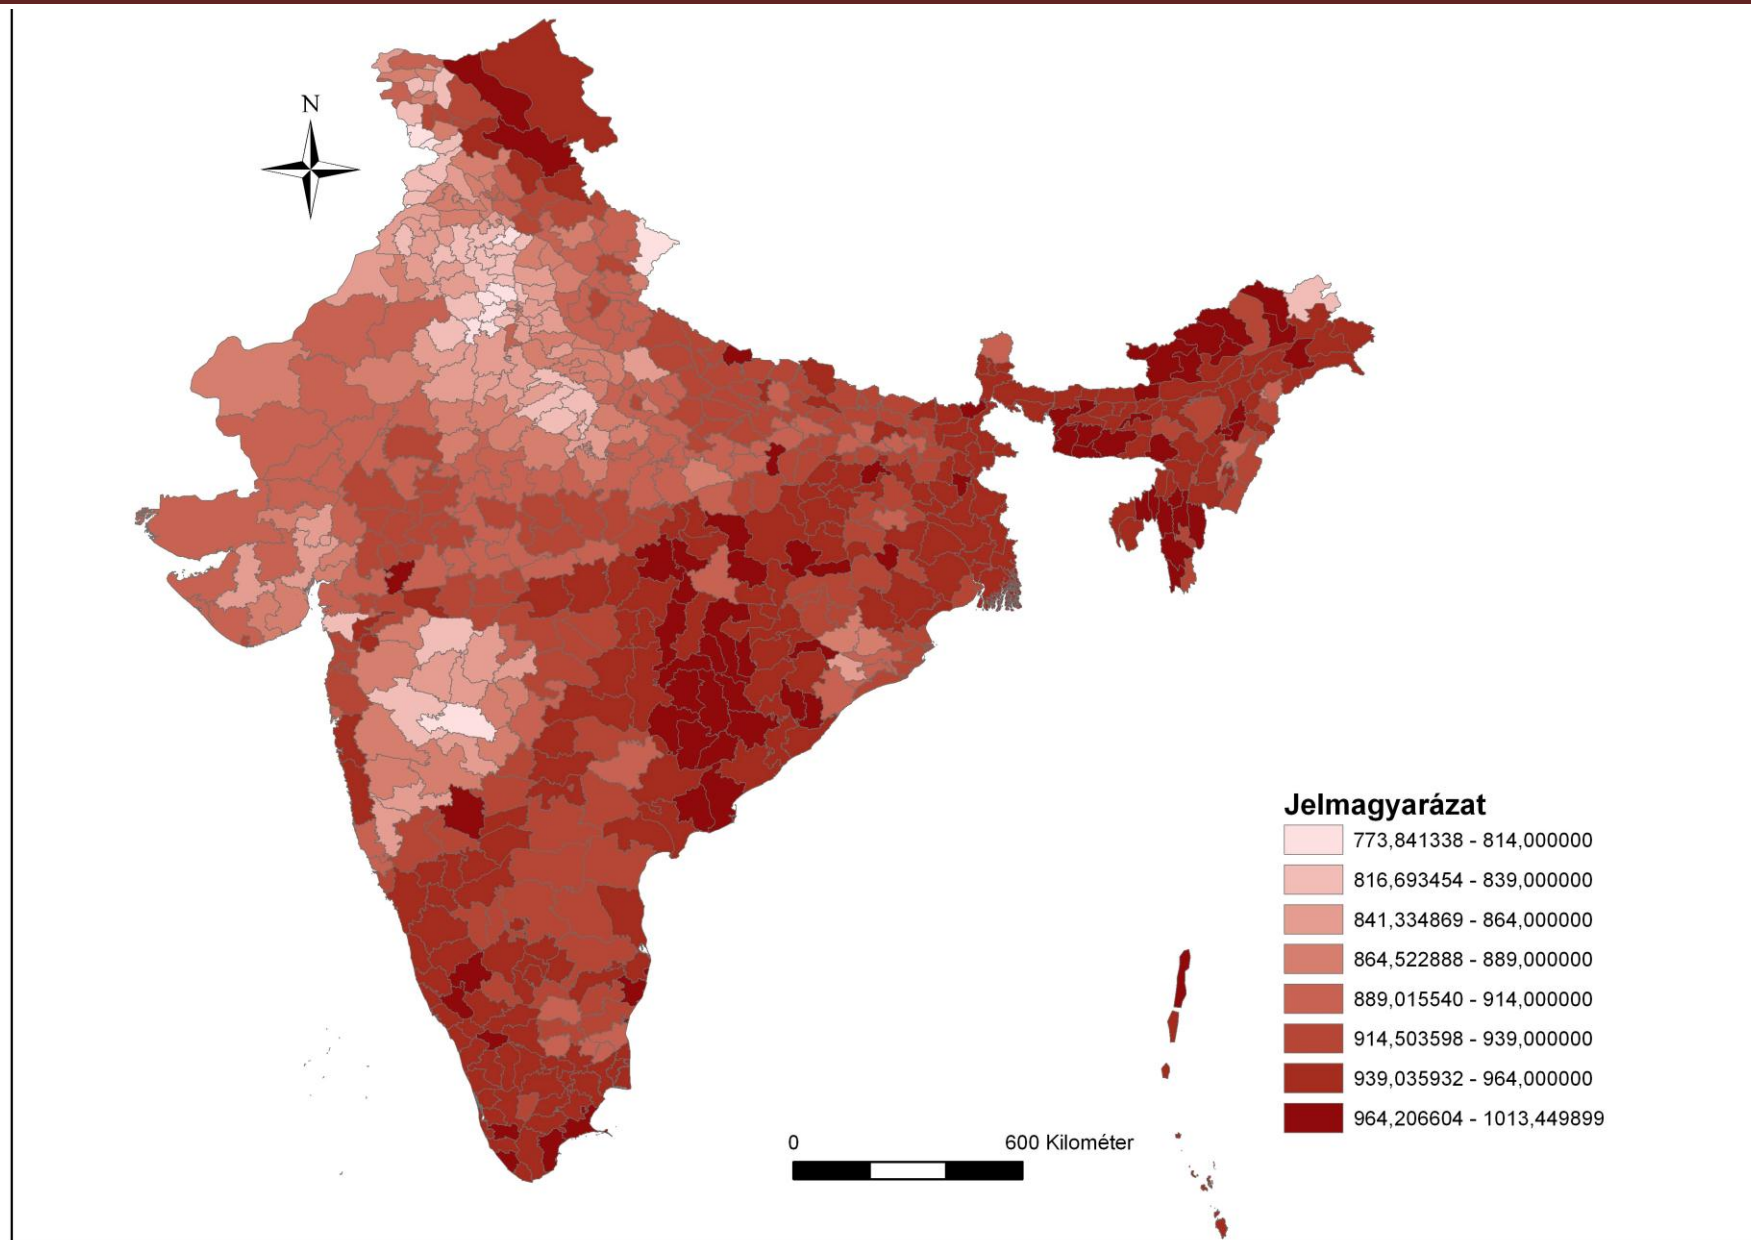 N
Jelmagyarázat
773,841338 - 814,000000
816,693454 - 839,000000
841,334869 - 864,000000
864,522888 - 889,000000
889,015540 - 914,000000
914,503598 - 939,000000
939,035932 - 964,000000
964,206604 - 1013,449899
0 600 Kilométer